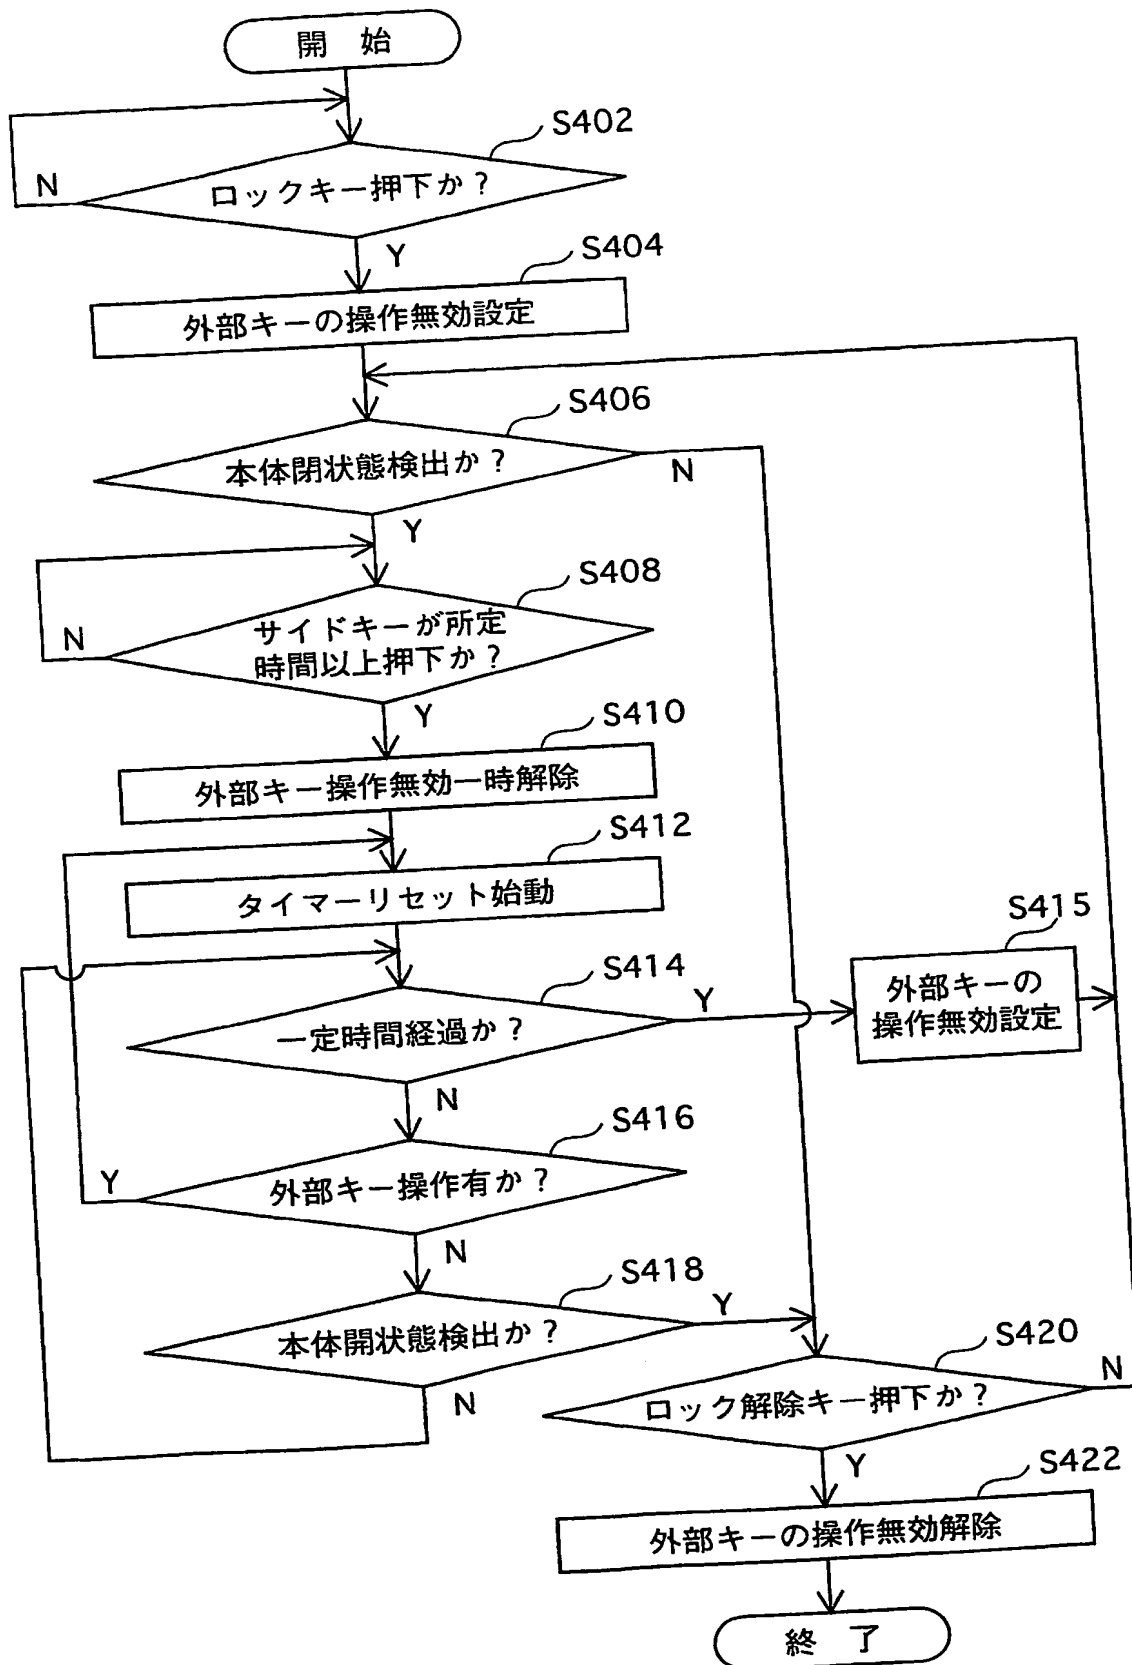 開 始
S402
ロックキー押下か？
N
Y
S404
外部キーの操作無効設定
S406
本体閉状態検出か？
N
Y
S408
サイドキーが所定
時間以上押下か？
N
Y
S410
外部キー操作無効一時解除
S412
タイマーリセット始動
S414
一定時間経過か？
Y
N
S415
外部キーの
操作無効設定
S416
外部キー操作有か？
Y
N
S418
本体開状態検出か？
Y
N
S420
ロック解除キー押下か？
N
Y
S422
外部キーの操作無効解除
終 了